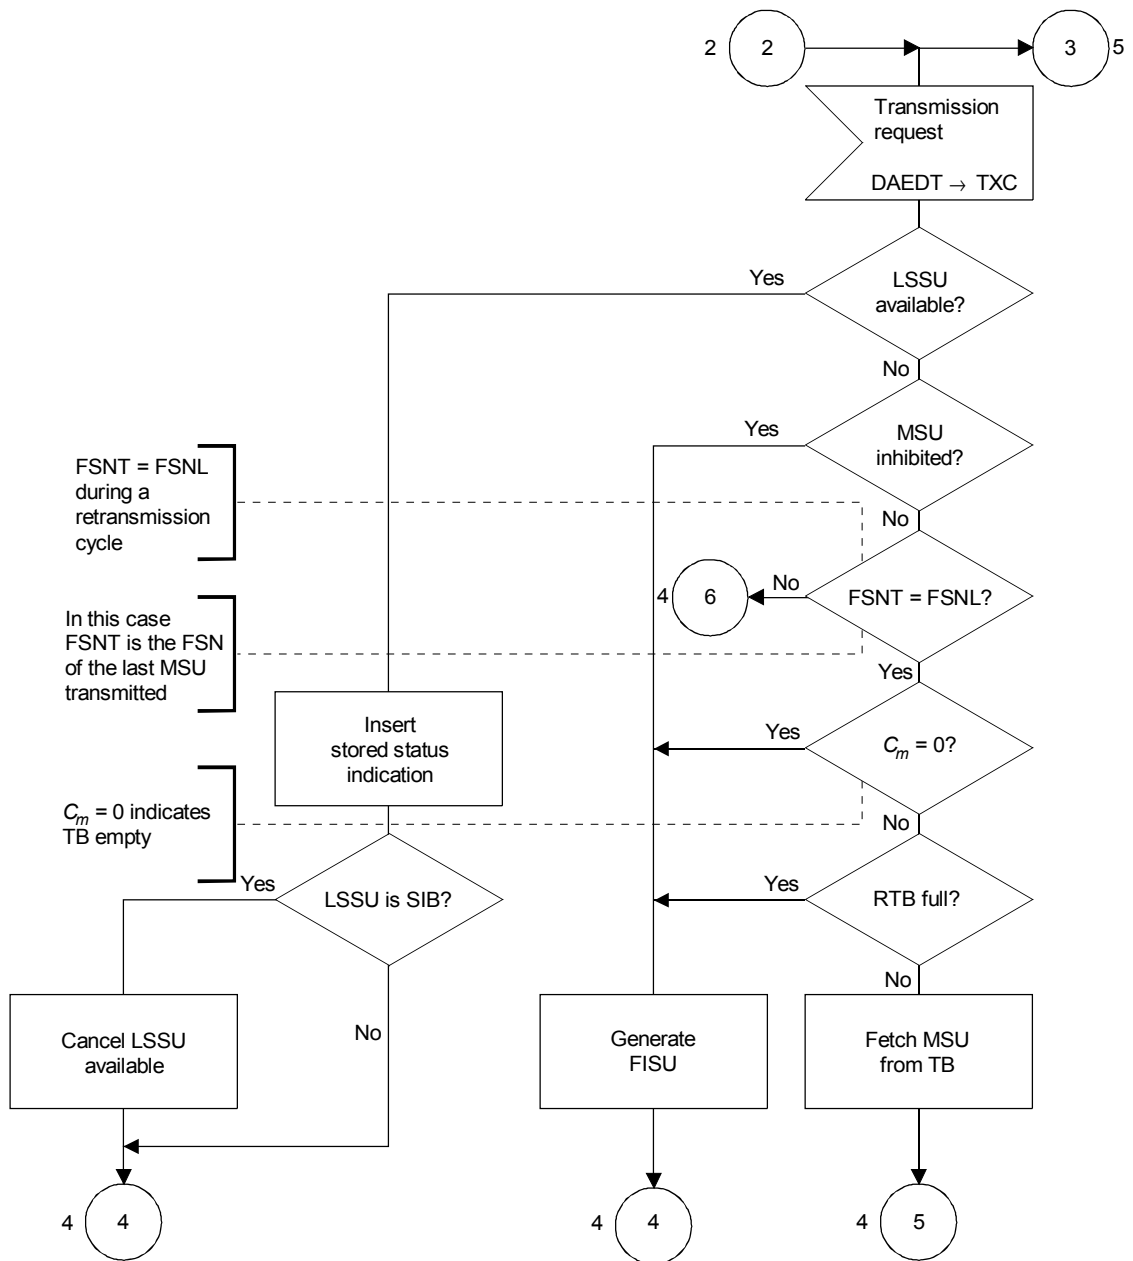 2
2
3
5
Transmission
request
DAEDT → TXC
LSSU
available?
Yes
No
MSU
inhibited?
Yes
No
FSNT = FSNL
during a
retransmission
cycle
FSNT = FSNL?
No
4
6
Yes
In this case
FSNT is the FSN
of the last MSU
transmitted
Insert
stored status
indication
Cm = 0?
Yes
No
Cm = 0 indicates
TB empty
LSSU is SIB?
Yes
No
RTB full?
Yes
No
Cancel LSSU
available
Generate
FISU
Fetch MSU
from TB
4
4
4
4
4
5